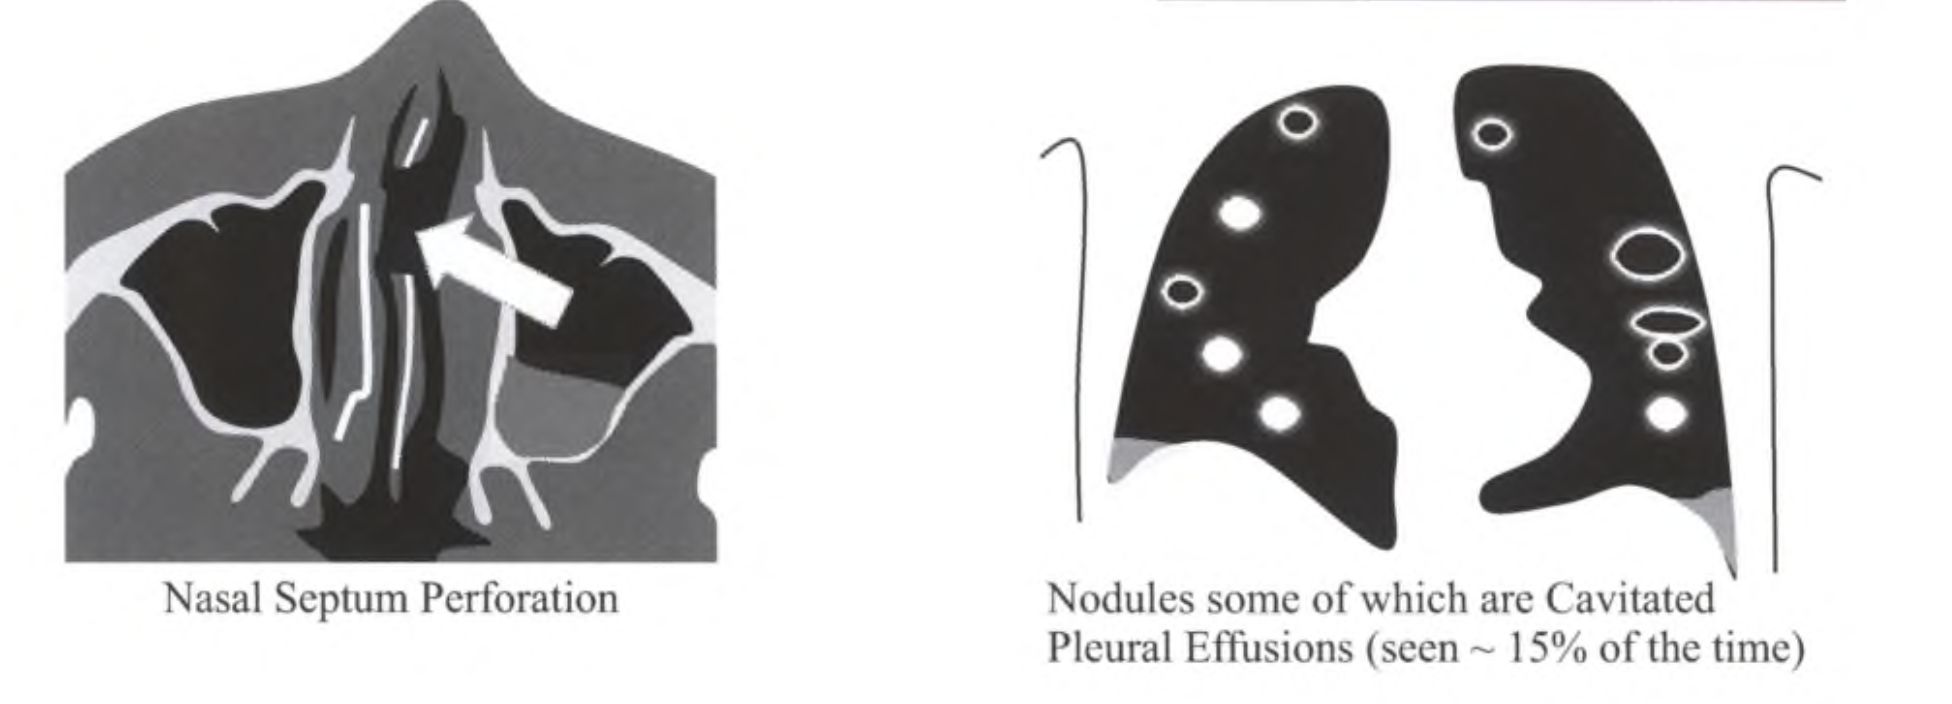 Nasal Septum Perforation
Nodules some of which are Cavitated
Pleural Effusions (seen ~ 15% of the time)